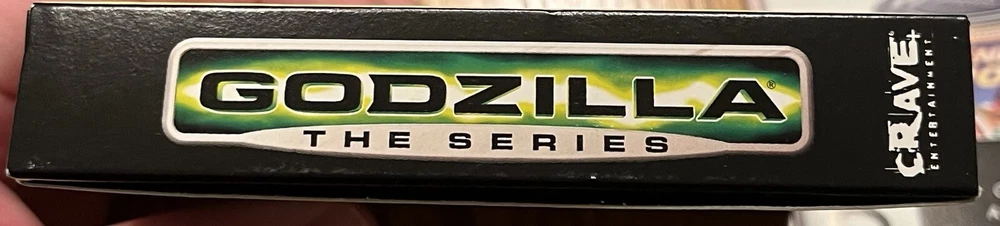 GODZILLA®
THE SERIES
CRAVE
ENTERTAINMENT